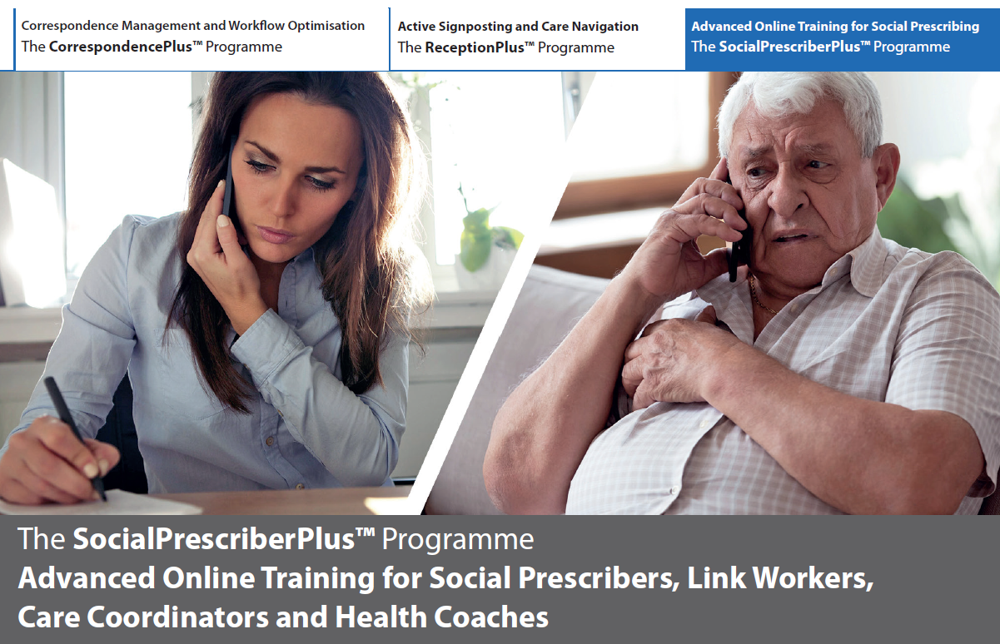 Correspondence Management and Workflow Optimisation
The CorrespondencePlus™ Programme
Active Signposting and Care Navigation
The ReceptionPlus™ Programme
Advanced Online Training for Social Prescribing
The SocialPrescriberPlus™ Programme
The SocialPrescriberPlus™ Programme
Advanced Online Training for Social Prescribers, Link Workers,
Care Coordinators and Health Coaches